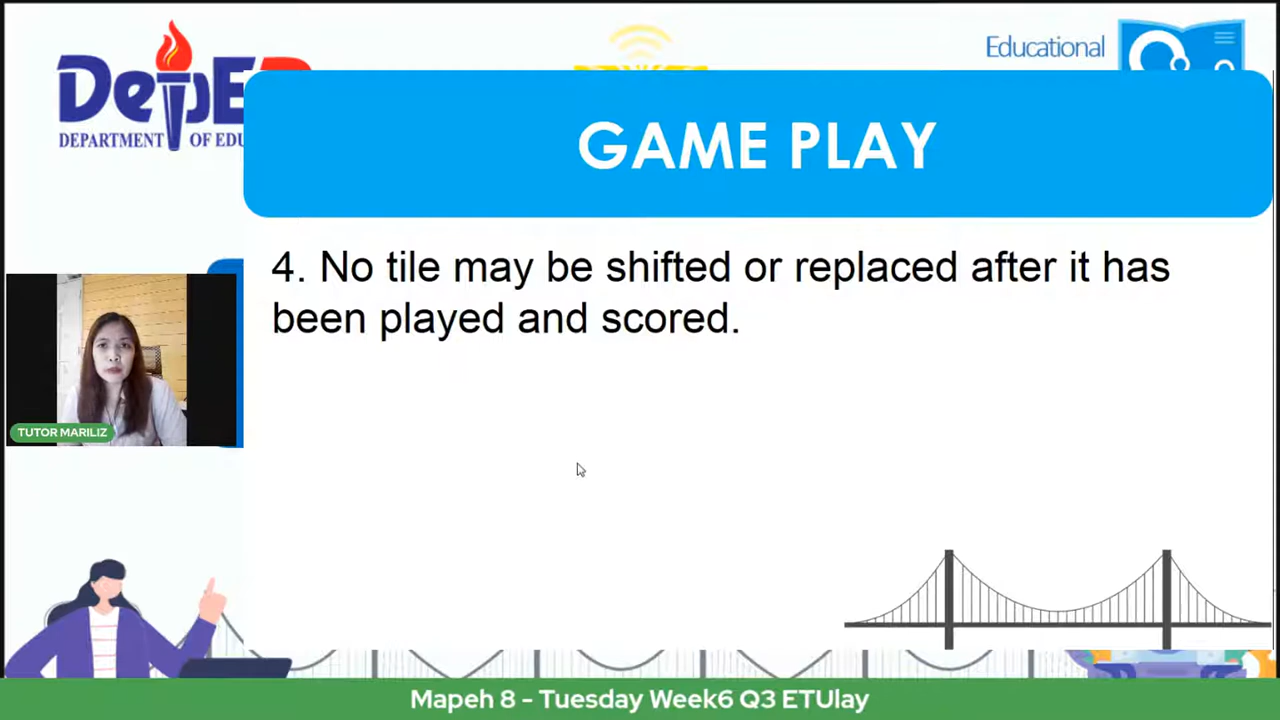 DepE
DEPARTMENT OF EDU
Educational
GAME PLAY
4. No tile may be shifted or replaced after it has
been played and scored.
TUTOR MARILIZ
Mapeh 8 - Tuesday Week6 Q3 ETUlay